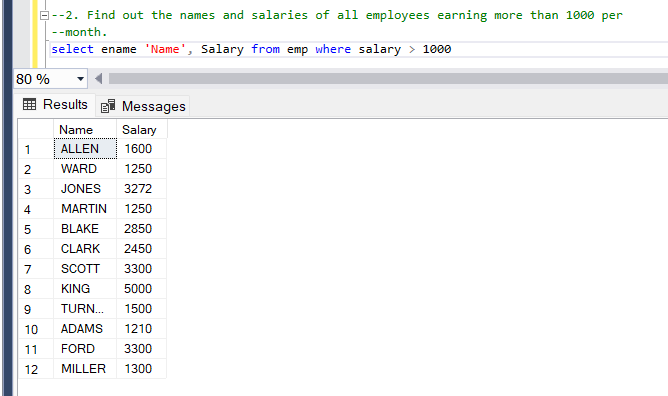 --2. Find out the names and salaries of all employees earning more than 1000 per
--month.
select ename 'Name', Salary from emp where salary > 1000
80 %
Results Messages
Name Salary
1 ALLEN 1600
2 WARD 1250
3 JONES 3272
4 MARTIN 1250
5 BLAKE 2850
6 CLARK 2450
7 SCOTT 3300
8 KING 5000
9 TURN... 1500
10 ADAMS 1210
11 FORD 3300
12 MILLER 1300